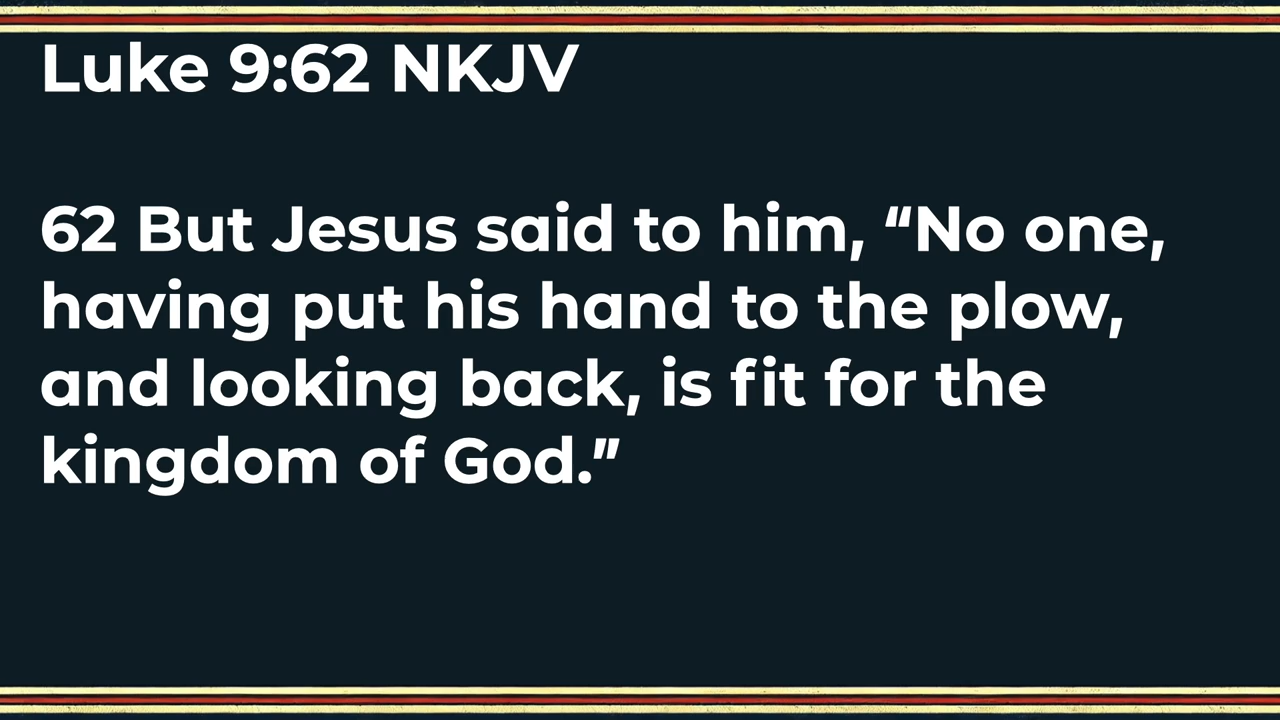 Luke 9:62 NKJV
62 But Jesus said to him, “No one,
having put his hand to the plow,
and looking back, is fit for the
kingdom of God.”